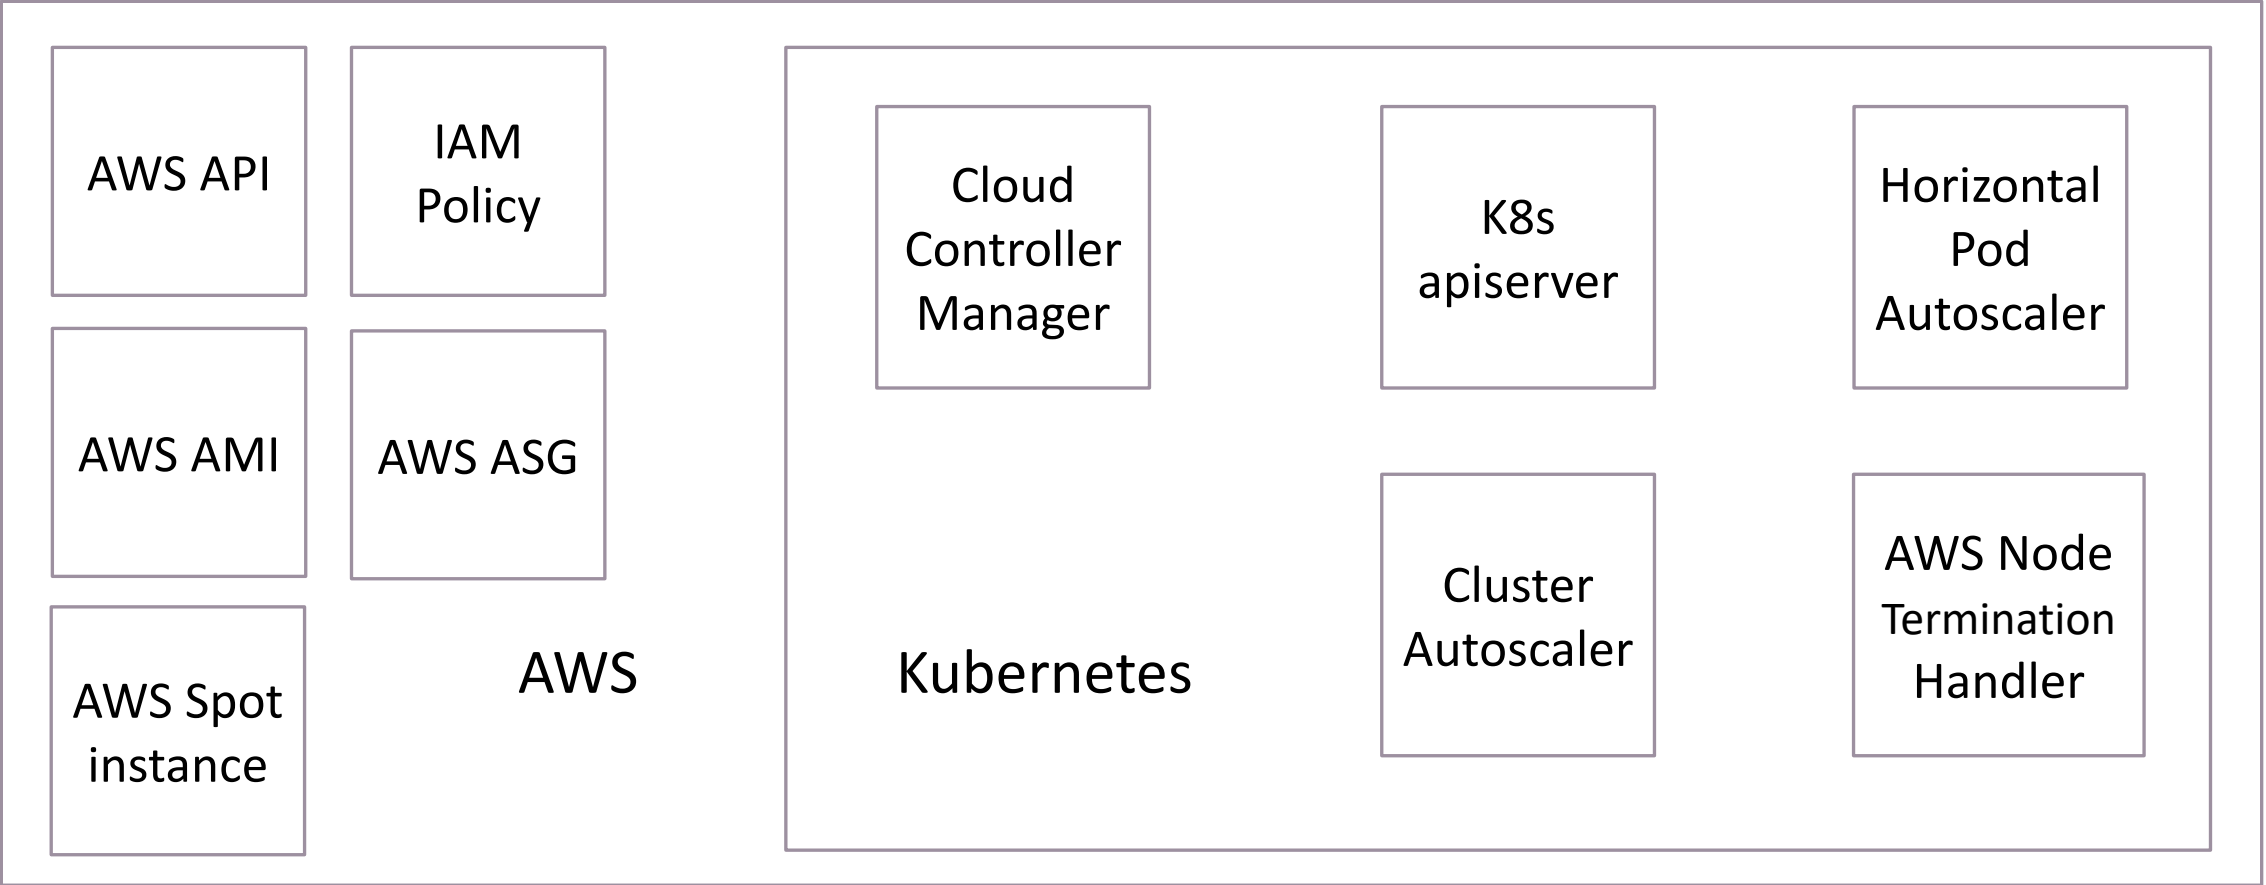 AWS API
IAM
Policy
AWS AMI
AWS ASG
AWS Spot
instance
AWS
Cloud
Controller
Manager
K8s
apiserver
Horizontal
Pod
Autoscaler
Kubernetes
Cluster
Autoscaler
AWS Node
Termination
Handler